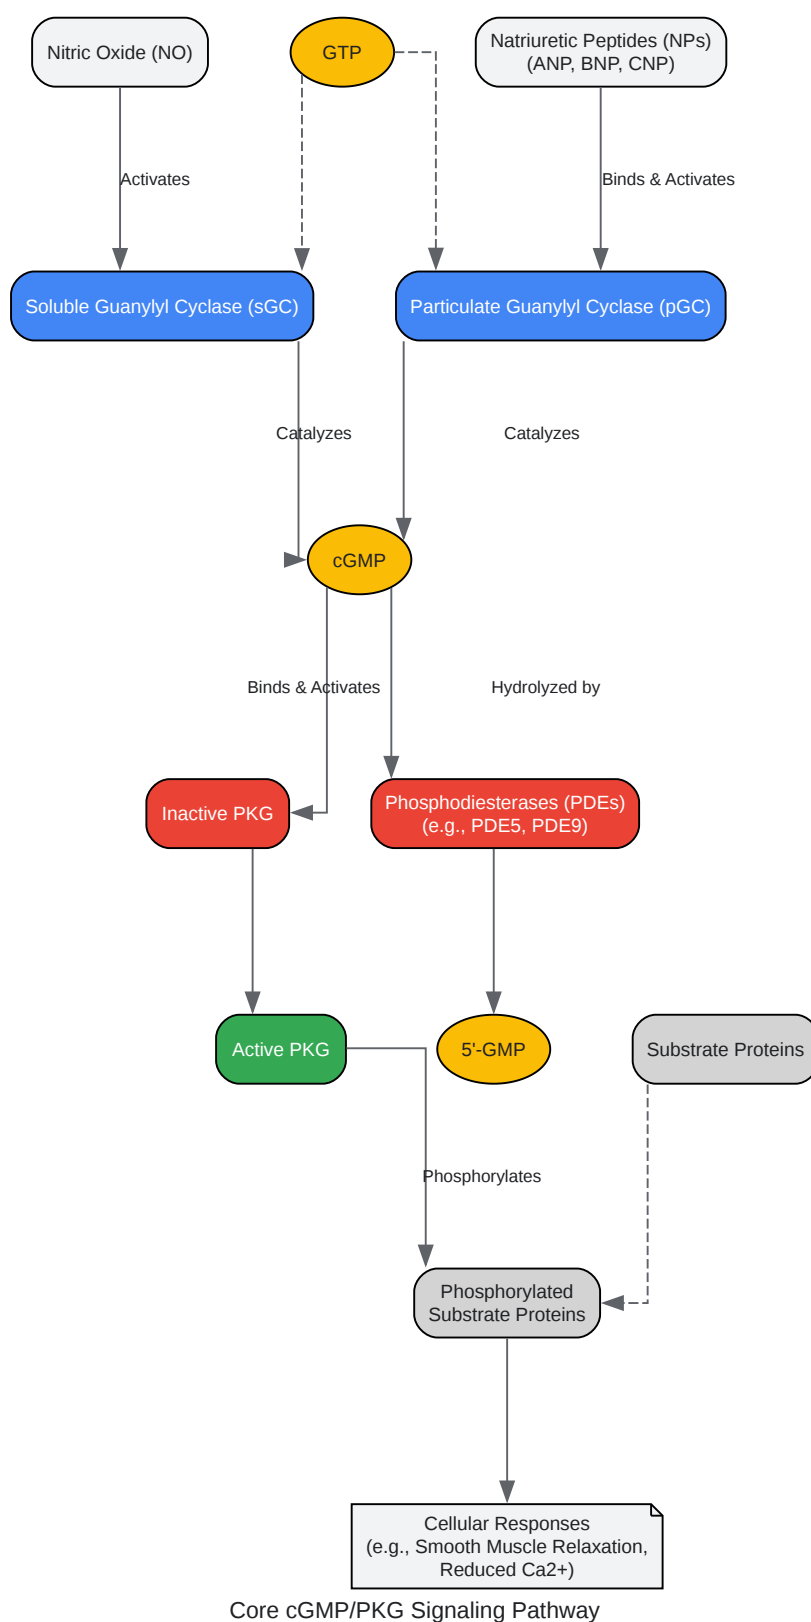 Nitric Oxide (NO)
GTP
Natriuretic Peptides (NPs)
(ANP, BNP, CNP)
Activates
Binds & Activates
Soluble Guanylyl Cyclase (sGC)
Particulate Guanylyl Cyclase (pGC)
Catalyzes
Catalyzes
cGMP
Binds & Activates
Hydrolyzed by
Inactive PKG
Phosphodiesterases (PDEs)
(e.g., PDE5, PDE9)
Active PKG
5'-GMP
Substrate Proteins
Phosphorylates
Phosphorylated
Substrate Proteins
Cellular Responses
(e.g., Smooth Muscle Relaxation,
Reduced Ca2+)
Core cGMP/PKG Signaling Pathway